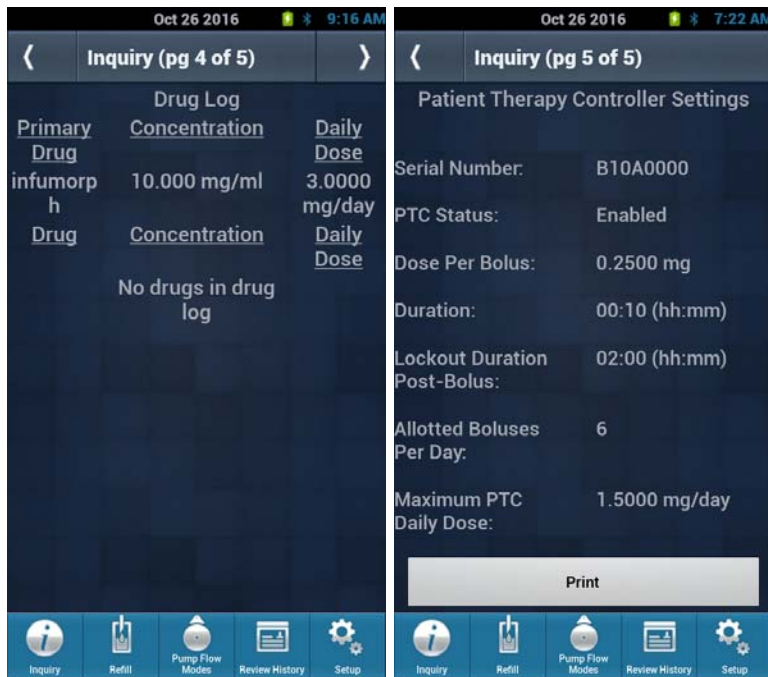 Oct 26 2016 9:16 AM
Inquiry (pg 4 of 5)
Drug Log
Primary Concentration Daily
Drug Dose
infumorp 10.000 mg/ml 3.0000
h mg/day
Drug Concentration Daily
Dose
No drugs in drug
log
Inquiry Refill Pump Flow Modes Review History Setup
Oct 26 2016 7:22 AM
Inquiry (pg 5 of 5)
Patient Therapy Controller Settings
Serial Number: B10A0000
PTC Status: Enabled
Dose Per Bolus: 0.2500 mg
Duration: 00:10 (hh:mm)
Lockout Duration 02:00 (hh:mm)
Post-Bolus:
Allotted Boluses 6
Per Day:
Maximum PTC 1.5000 mg/day
Daily Dose:
Print
Inquiry Refill Pump Flow Modes Review History Setup